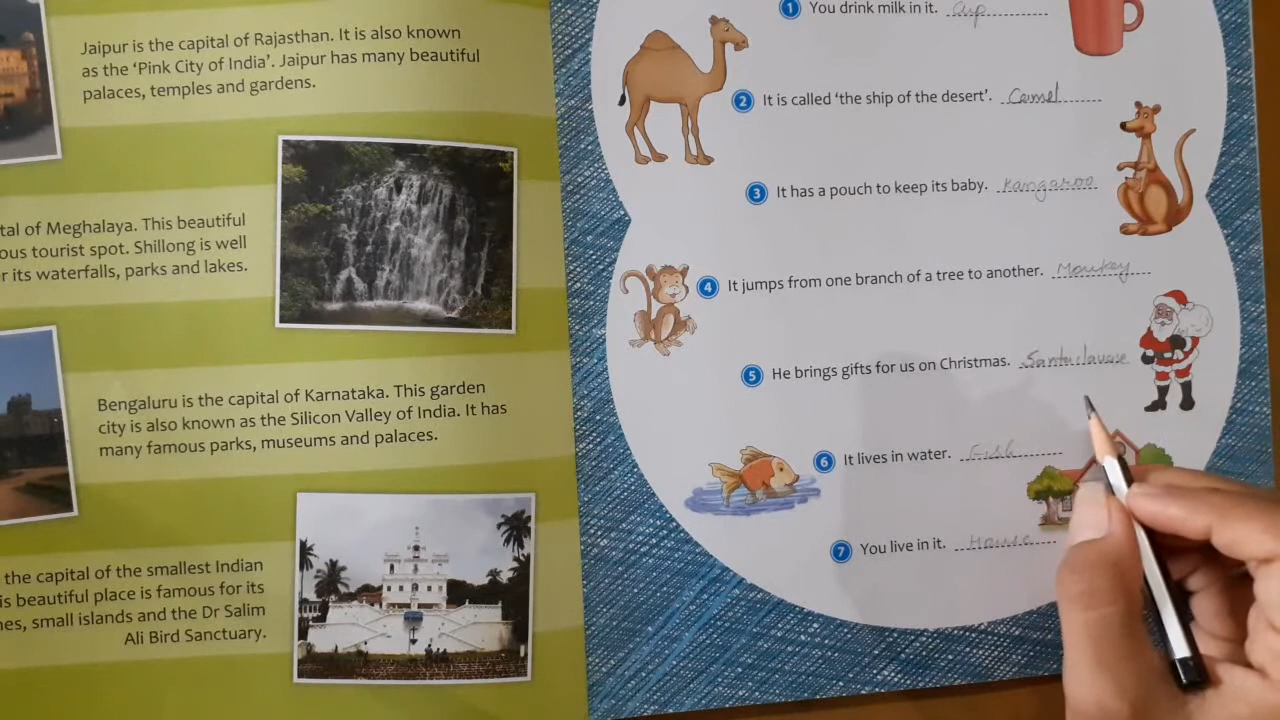 Jaipur is the capital of Rajasthan. It is also known
as the 'Pink City of India'. Jaipur has many beautiful
palaces, temples and gardens.
tal of Meghalaya. This beautiful
ous tourist spot. Shillong is well
r its waterfalls, parks and lakes.
Bengaluru is the capital of Karnataka. This garden
city is also known as the Silicon Valley of India. It has
many famous parks, museums and palaces.
the capital of the smallest Indian
is beautiful place is famous for its
nes, small islands and the Dr Salim
Ali Bird Sanctuary.
1 You drink milk in it. Cup
2 It is called 'the ship of the desert'. Camel
3 It has a pouch to keep its baby. Kangaroo
4 It jumps from one branch of a tree to another. Monkey
5 He brings gifts for us on Christmas.
6 It lives in water. Fish
7 You live in it. House